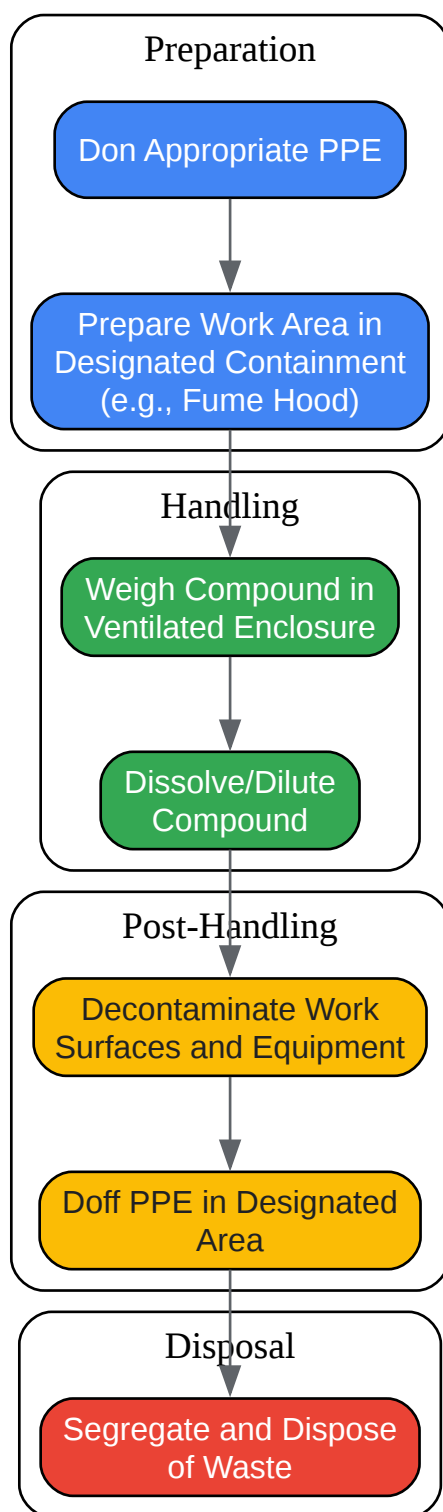 Preparation
Don Appropriate PPE
Prepare Work Area in
Designated Containment
(e.g., Fume Hood)
Handling
Weigh Compound in
Ventilated Enclosure
Dissolve/Dilute
Compound
Post-Handling
Decontaminate Work
Surfaces and Equipment
Doff PPE in Designated
Area
Disposal
Segregate and Dispose
of Waste